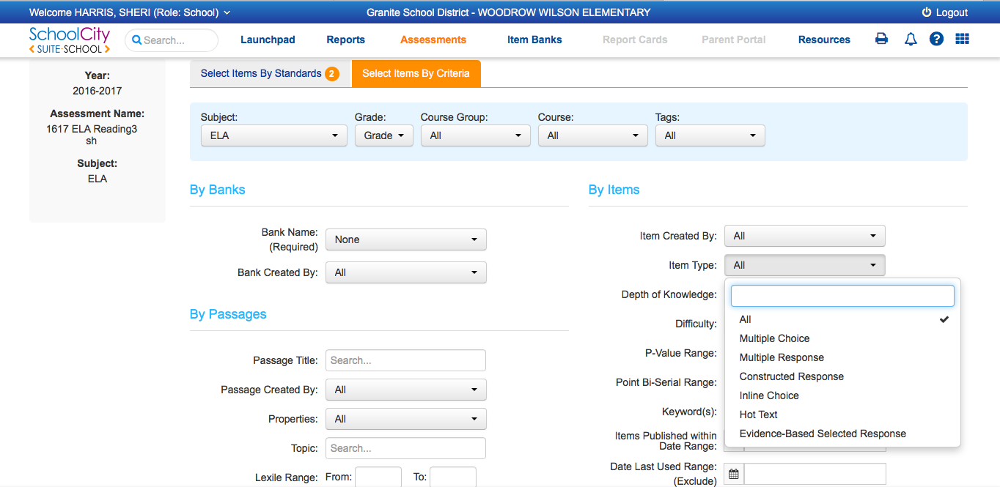 Welcome HARRIS, SHERI (Role: School)
Granite School District - WOODROW WILSON ELEMENTARY
Logout
SchoolCity
SUITE·SCHOOL
Search...
Launchpad
Reports
Assessments
Item Banks
Report Cards
Parent Portal
Resources
?
Year:
2016-2017
Assessment Name:
1617 ELA Reading3
sh
Subject:
ELA
Select Items By Standards 2
Select Items By Criteria
Subject:
ELA
Grade:
Grade
Course Group:
All
Course:
All
Tags:
All
By Banks
Bank Name:
(Required)
None
Bank Created By:
All
By Passages
Passage Title:
Search...
Passage Created By:
All
Properties:
All
Topic:
Search...
Lexile Range:
From:
To:
By Items
Item Created By:
All
Item Type:
All
Depth of Knowledge:
Difficulty:
P-Value Range:
Point Bi-Serial Range:
Keyword(s):
Items Published within
Date Range:
Date Last Used Range:
(Exclude)
All
Multiple Choice
Multiple Response
Constructed Response
Inline Choice
Hot Text
Evidence-Based Selected Response